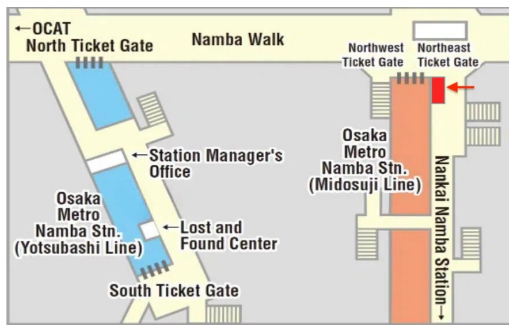 ←OCAT
North Ticket Gate
Namba Walk
Northwest
Ticket Gate
Northeast
Ticket Gate
←Station Manager's
Office
Osaka
Metro
Namba Stn.
(Yotsubashi Line)
←Lost and
Found Center
South Ticket Gate
Osaka
Metro
Namba Stn.
(Midosuji Line)
Nankai Namba Station→